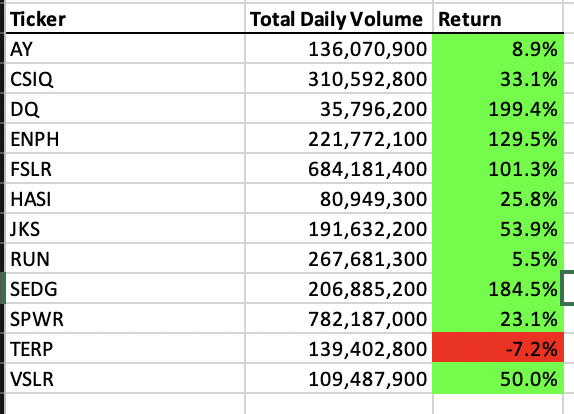 Ticker Total Daily Volume Return
AY 136,070,900 8.9%
CSIQ 310,592,800 33.1%
DQ 35,796,200 199.4%
ENPH 221,772,100 129.5%
FSLR 684,181,400 101.3%
HASI 80,949,300 25.8%
JKS 191,632,200 53.9%
RUN 267,681,300 5.5%
SEDG 206,885,200 184.5%
SPWR 782,187,000 23.1%
TERP 139,402,800 -7.2%
VSLR 109,487,900 50.0%